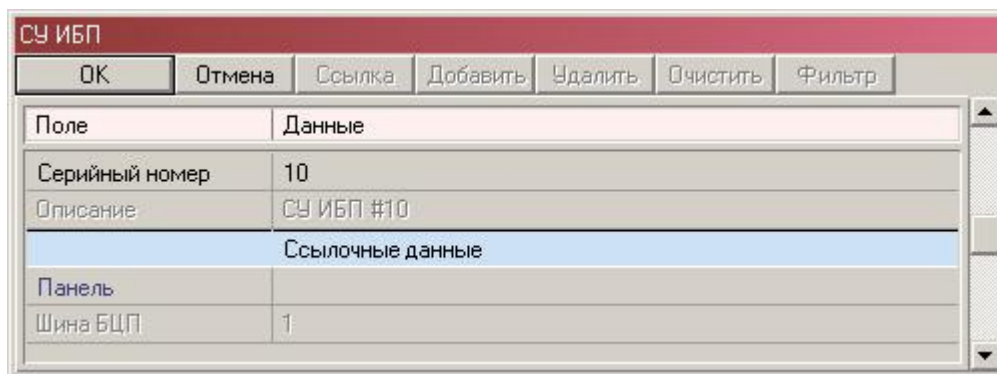 СУ ИБП
ОК Отмена Ссылка Добавить Удалить Очистить Фильтр
Поле Данные
Серийный номер 10
Описание СУ ИБП #10
Ссылочные данные
Панель
Шина БЦП 1